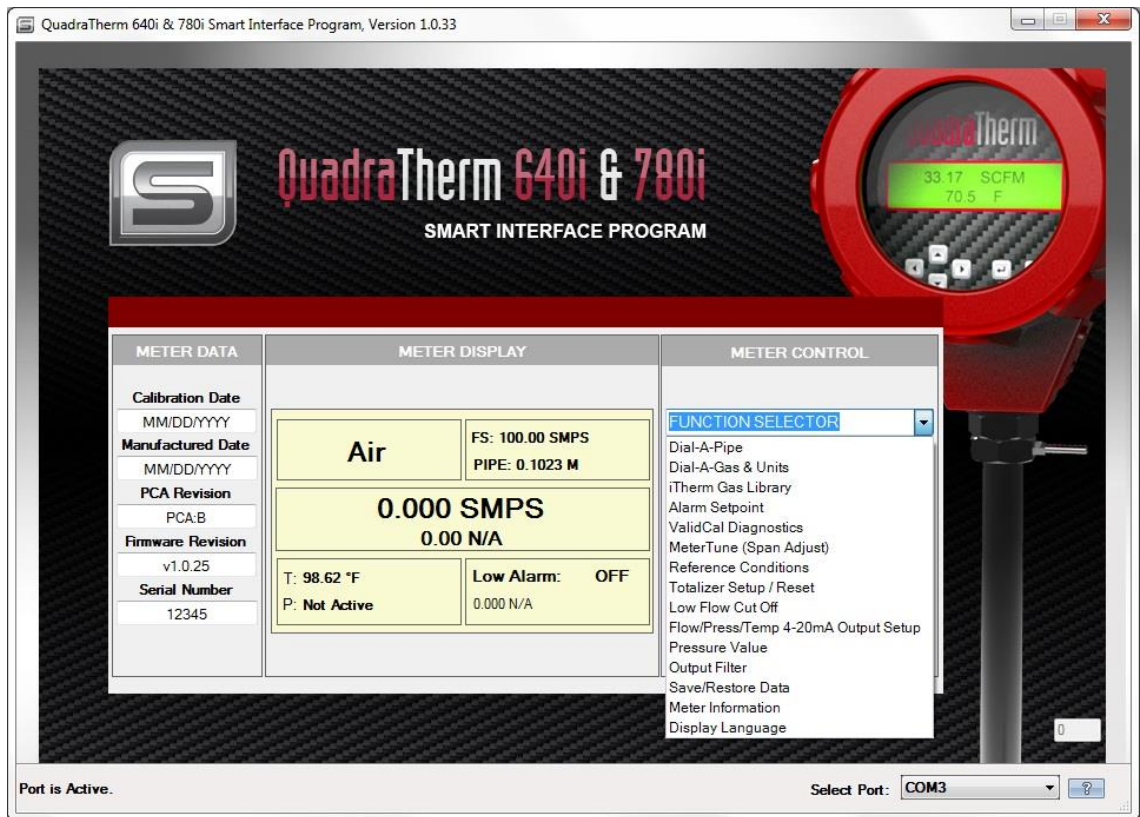 QuadraTherm 640i & 780i Smart Interface Program, Version 1.0.33
S
QuadraTherm 640i & 780i
SMART INTERFACE PROGRAM
QuadraTherm
33.17 SCFM
70.5 F
METER DATA
Calibration Date
MM/DD/YYYY
Manufactured Date
MM/DD/YYYY
PCA Revision
PCA:B
Firmware Revision
v1.0.25
Serial Number
12345
METER DISPLAY
Air
FS: 100.00 SMPS
PIPE: 0.1023 M
0.000 SMPS
0.00 N/A
T: 98.62 °F
P: Not Active
Low Alarm: OFF
0.000 N/A
METER CONTROL
FUNCTION SELECTOR
Dial-A-Pipe
Dial-A-Gas & Units
iTherm Gas Library
Alarm Setpoint
ValidCal Diagnostics
MeterTune (Span Adjust)
Reference Conditions
Totalizer Setup / Reset
Low Flow Cut Off
Flow/Press/Temp 4-20mA Output Setup
Pressure Value
Output Filter
Save/Restore Data
Meter Information
Display Language
0
Port is Active.
Select Port: COM3
?